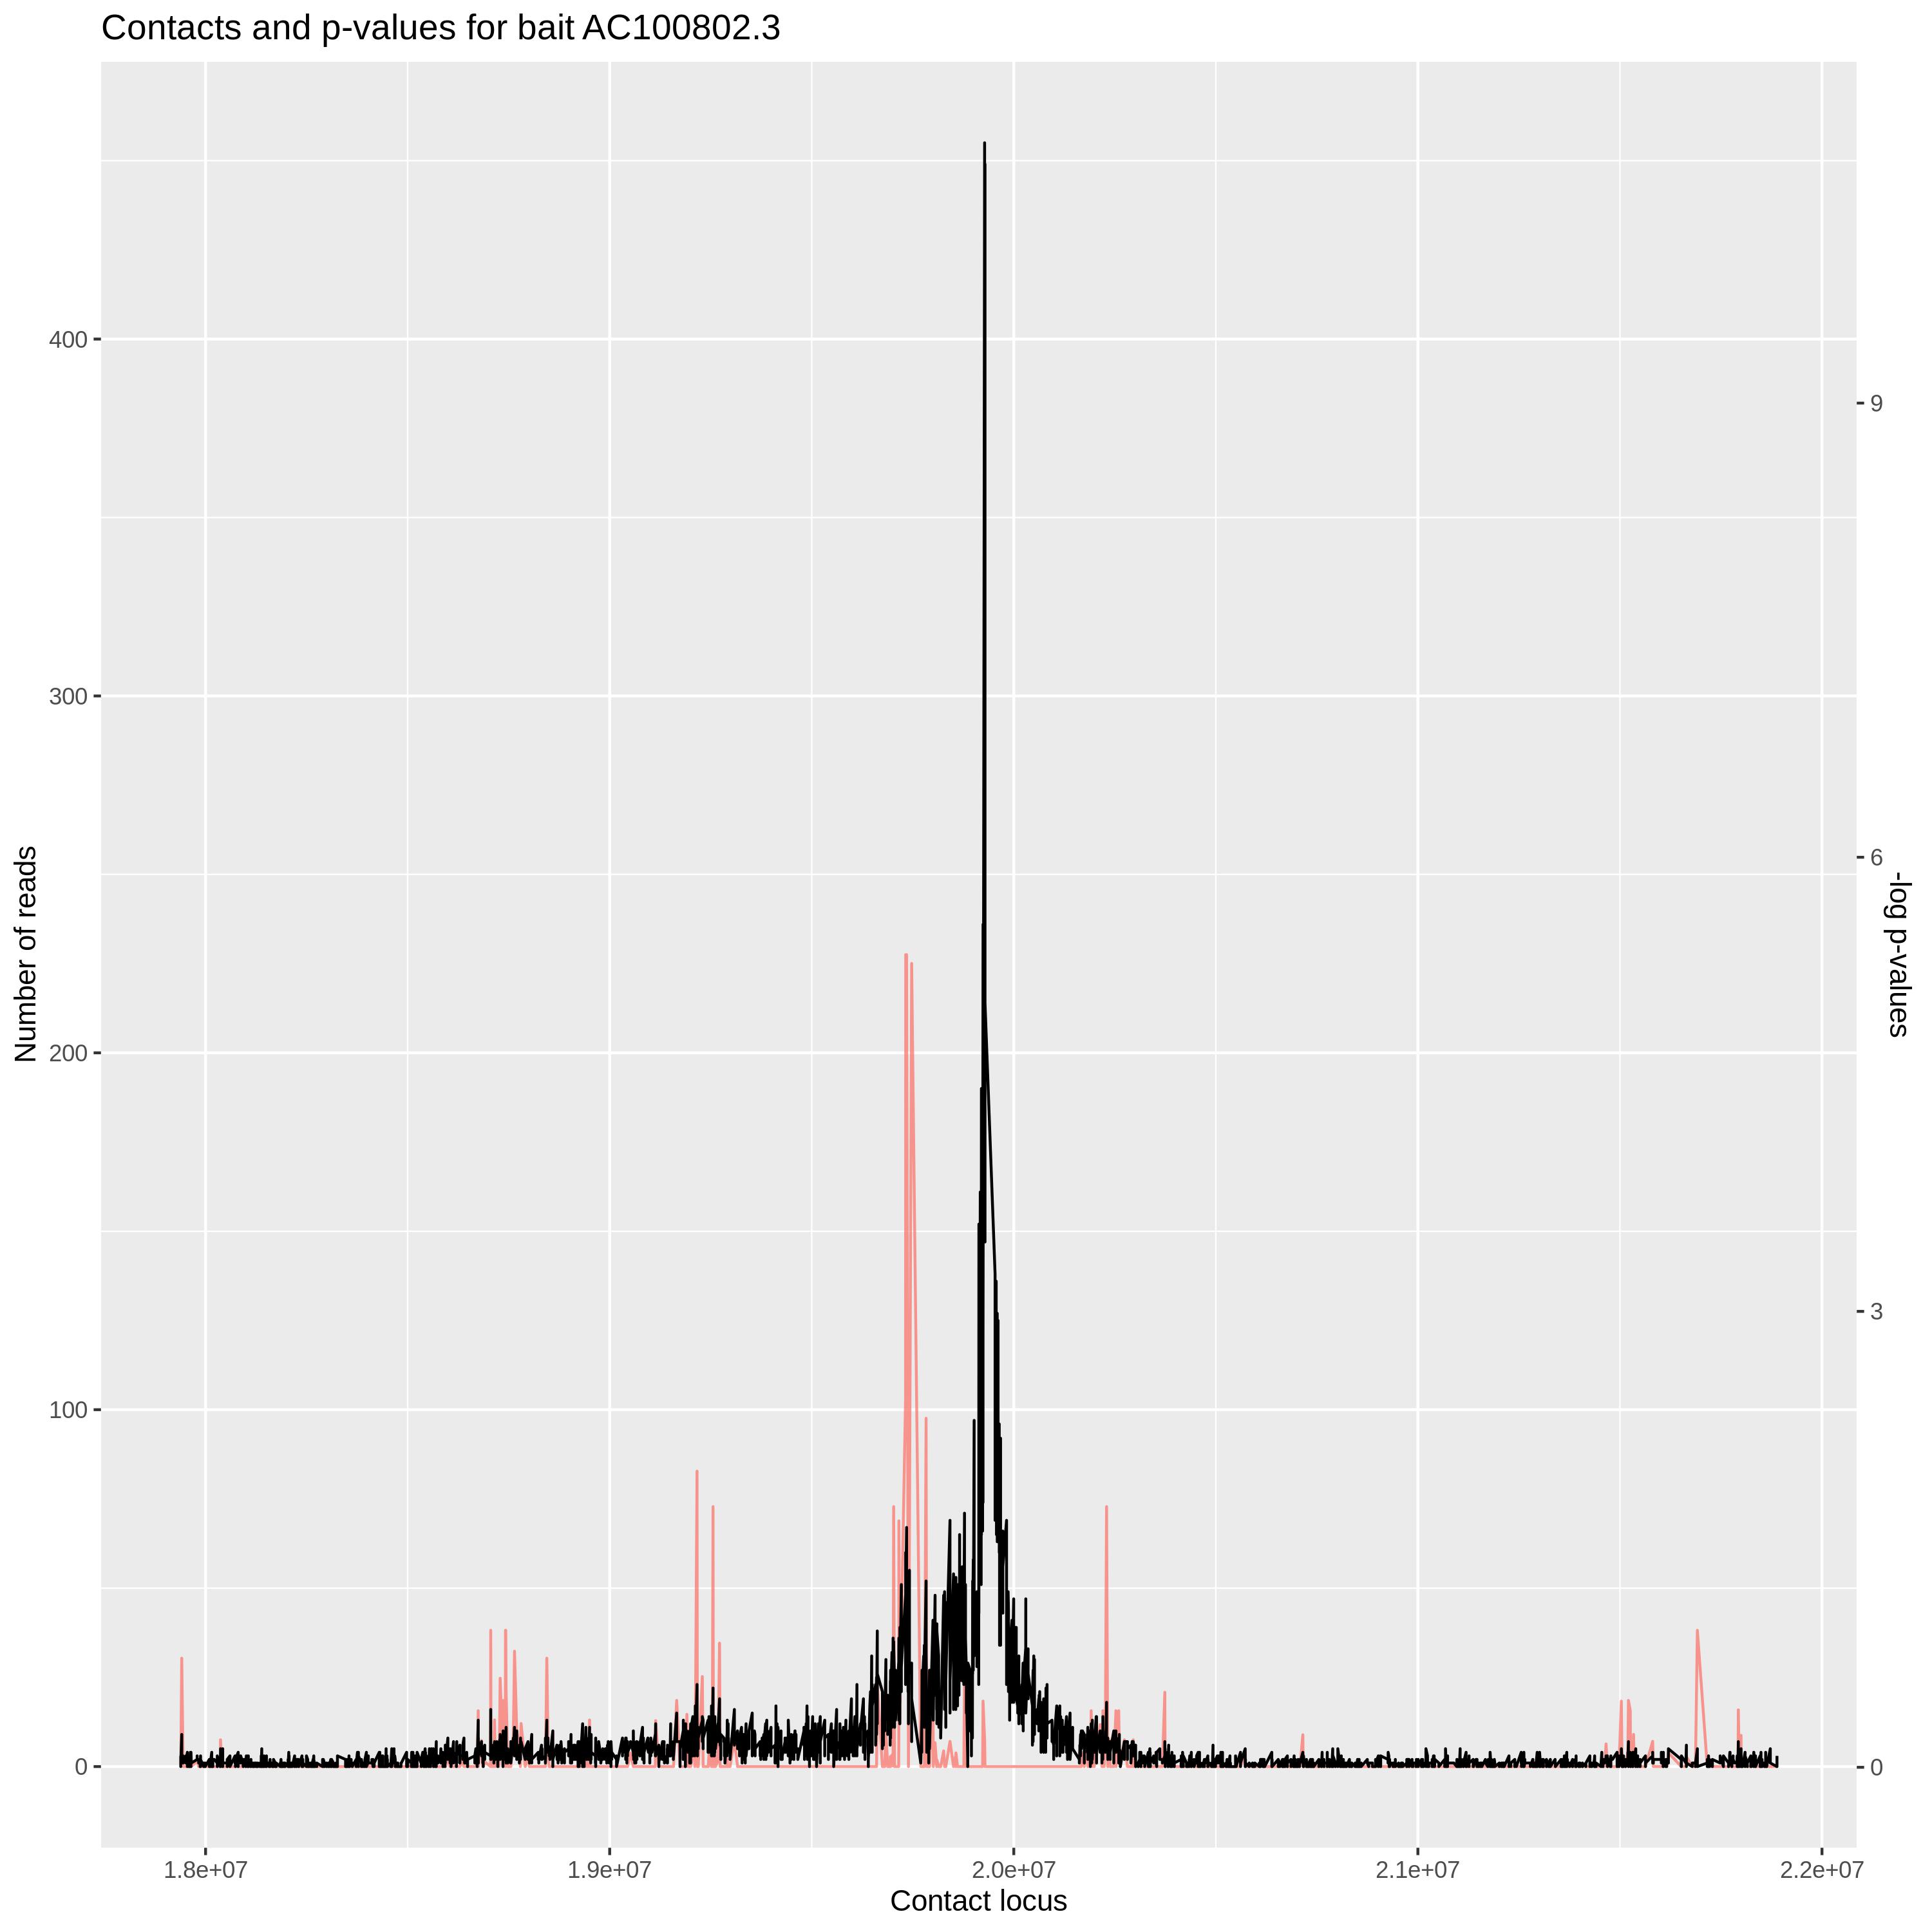 Contacts and p-values for bait AC100802.3
Number of reads
400
300
200
100
0
9
6
3
0
-log p-values
1.8e+07
1.9e+07
2.0e+07
2.1e+07
2.2e+07
Contact locus